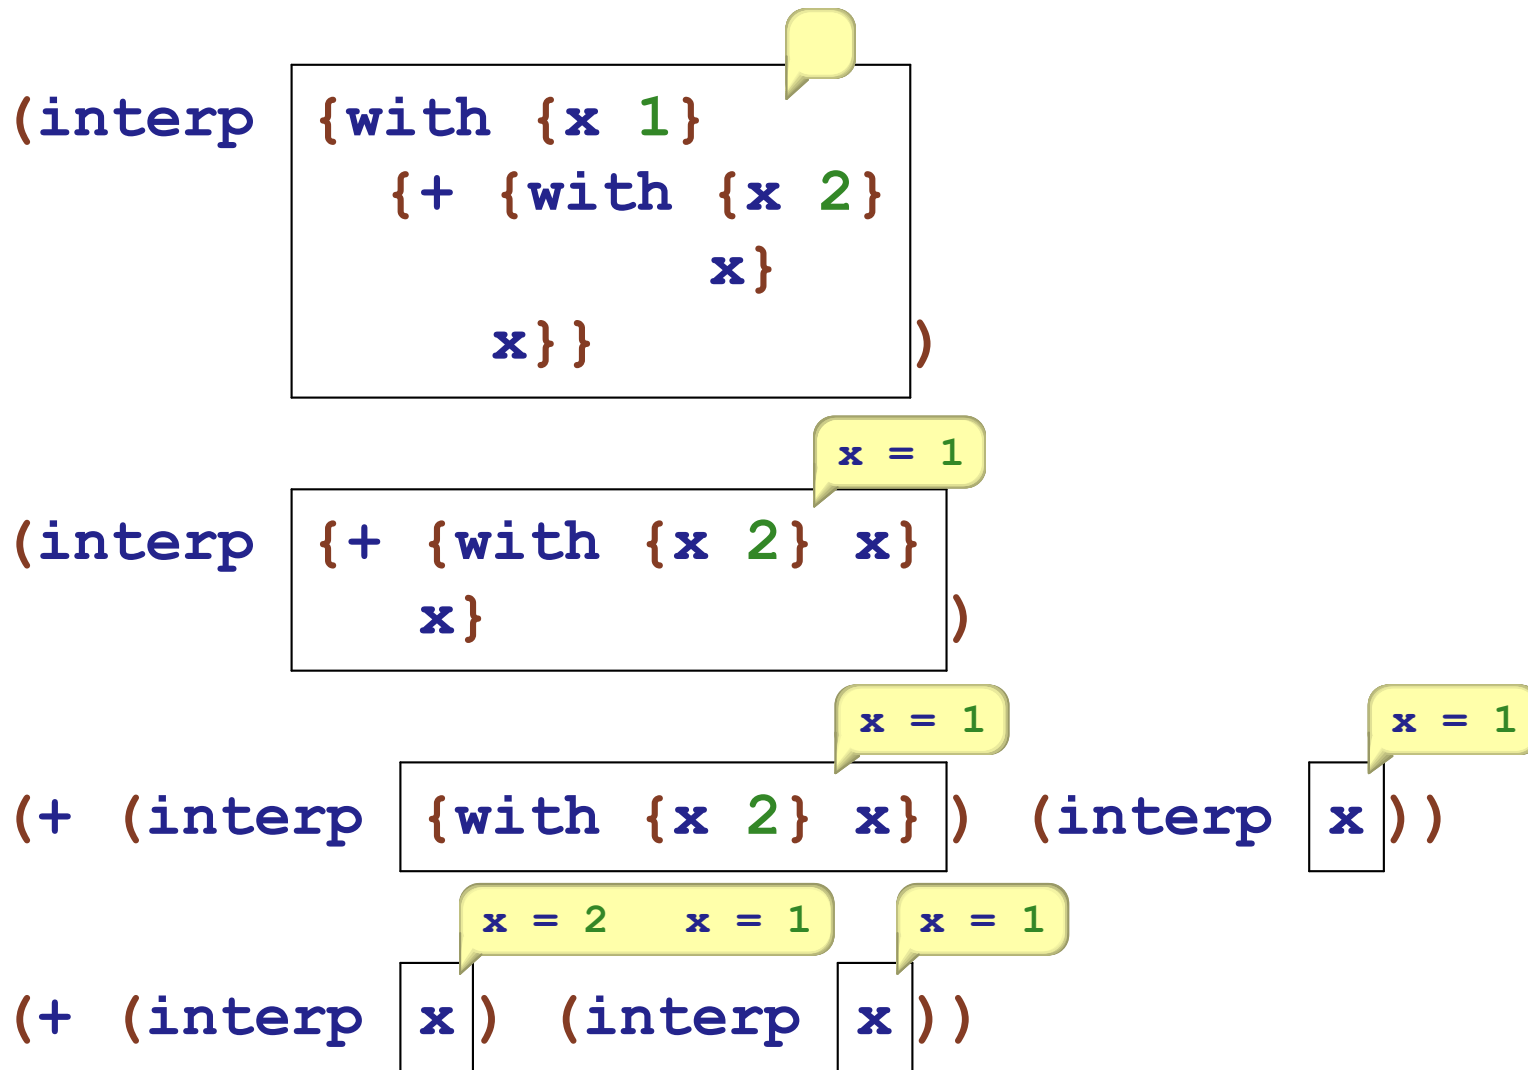 (interp {with {x 1}
{+ {with {x 2}
x}
x}} )
x = 1
(interp {+ {with {x 2} x}
x} )
x = 1 x = 1
(+ (interp {with {x 2} x}) (interp x))
x = 2 x = 1 x = 1
(+ (interp x) (interp x))